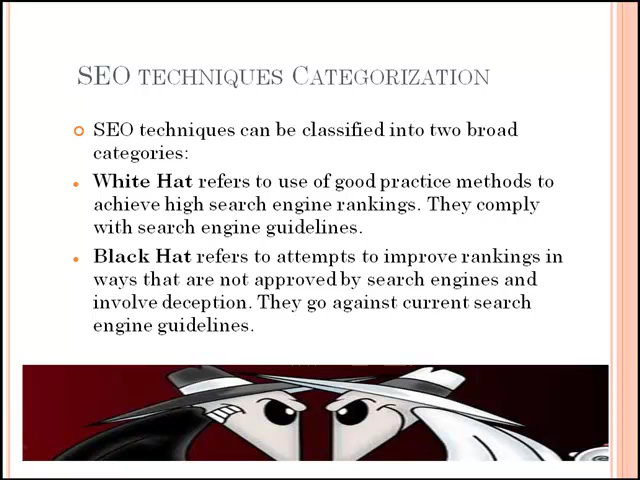 SEO TECHNIQUES CATEGORIZATION
SEO techniques can be classified into two broad
categories:
White Hat refers to use of good practice methods to
achieve high search engine rankings. They comply
with search engine guidelines.
Black Hat refers to attempts to improve rankings in
ways that are not approved by search engines and
involve deception. They go against current search
engine guidelines.